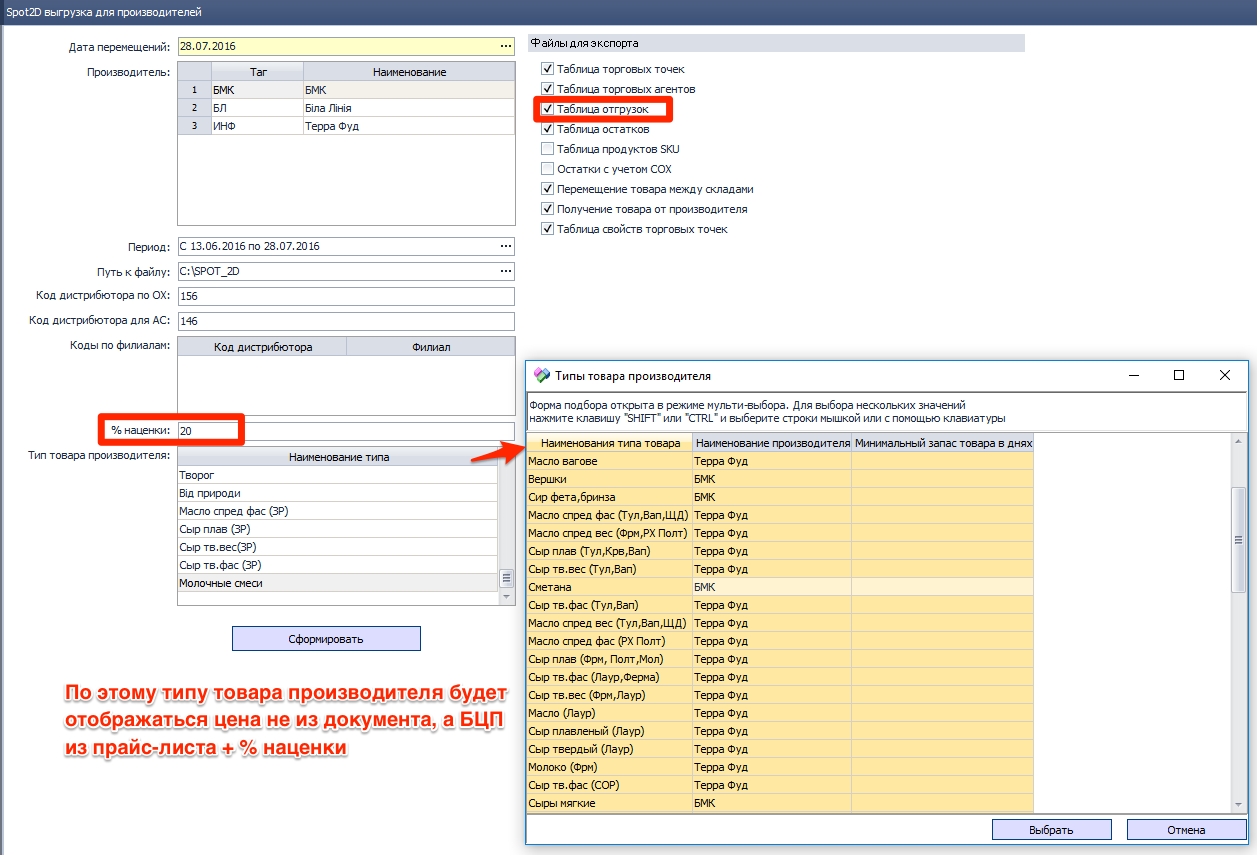 Spot2D выгрузка для производителей
Дата перемещений: 28.07.2016 ...
Производитель:
Таг Наименование
1 БМК БМК
2 БЛ Біла Лінія
3 ИНФ Терра Фуд
Период: С 13.06.2016 по 28.07.2016 ...
Путь к файлу: C:\SPOT_2D ...
Код дистрибютора по ОХ: 156
Код дистрибютора для АС: 146
Коды по филиалам:
Код дистрибютора Филиал
% наценки: 20
Тип товара производителя:
Наименование типа
Творог
Від природи
Масло спред фас (ЗР)
Сыр плав (ЗР)
Сыр тв.вес(ЗР)
Сыр тв.фас (ЗР)
Молочные смеси
Сформировать
По этому типу товара производителя будет
отображаться цена не из документа, а БЦП
из прайс-листа + % наценки
Файлы для экспорта
Таблица торговых точек
Таблица торговых агентов
Таблица отгрузок
Таблица остатков
Таблица продуктов SKU
Остатки с учетом СОХ
Перемещение товара между складами
Получение товара от производителя
Таблица свойств торговых точек
Типы товара производителя
Форма подбора открыта в режиме мульти-выбора. Для выбора нескольких значений
нажмите клавишу "SHIFT" или "CTRL" и выберите строки мышкой или с помощью клавиатуры
Наименования типа товара Наименование производителя Минимальный запас товара в днях
Масло вагове Терра Фуд
Вершки БМК
Сир фета,бринза БМК
Масло спред фас (Тул,Вап,ЩД) Терра Фуд
Масло спред вес (Фрм,РХ Полт) Терра Фуд
Сыр плав (Тул,Крв,Вап) Терра Фуд
Сыр тв.вес (Тул,Вап) Терра Фуд
Сметана БМК
Сыр тв.фас (Тул,Вап) Терра Фуд
Масло спред вес (Тул,Вап,ЩД) Терра Фуд
Масло спред фас (РХ Полт) Терра Фуд
Сыр плав (Фрм, Полт,Мол) Терра Фуд
Сыр тв.фас (Лаур,Ферма) Терра Фуд
Сыр тв.вес (Фрм,Лаур) Терра Фуд
Масло (Лаур) Терра Фуд
Сыр плавленый (Лаур) Терра Фуд
Сыр твердый (Лаур) Терра Фуд
Молоко (Фрм) Терра Фуд
Сыр тв.фас (СОР) Терра Фуд
Сыры мягкие БМК
Выбрать Отмена